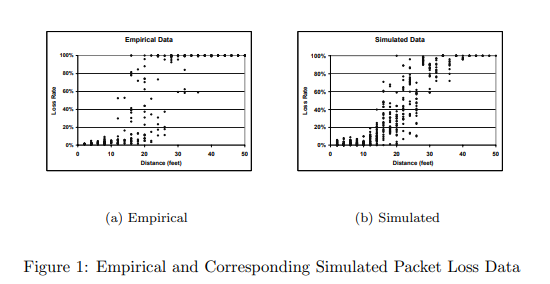 Empirical Data
100%
80%
60%
40%
20%
0%
Loss Rate
0 10 20 30 40 50
Distance (feet)
Simulated Data
100%
80%
60%
40%
20%
0%
Loss Rate
0 10 20 30 40 50
Distance (feet)
(a) Empirical
(b) Simulated
Figure 1: Empirical and Corresponding Simulated Packet Loss Data